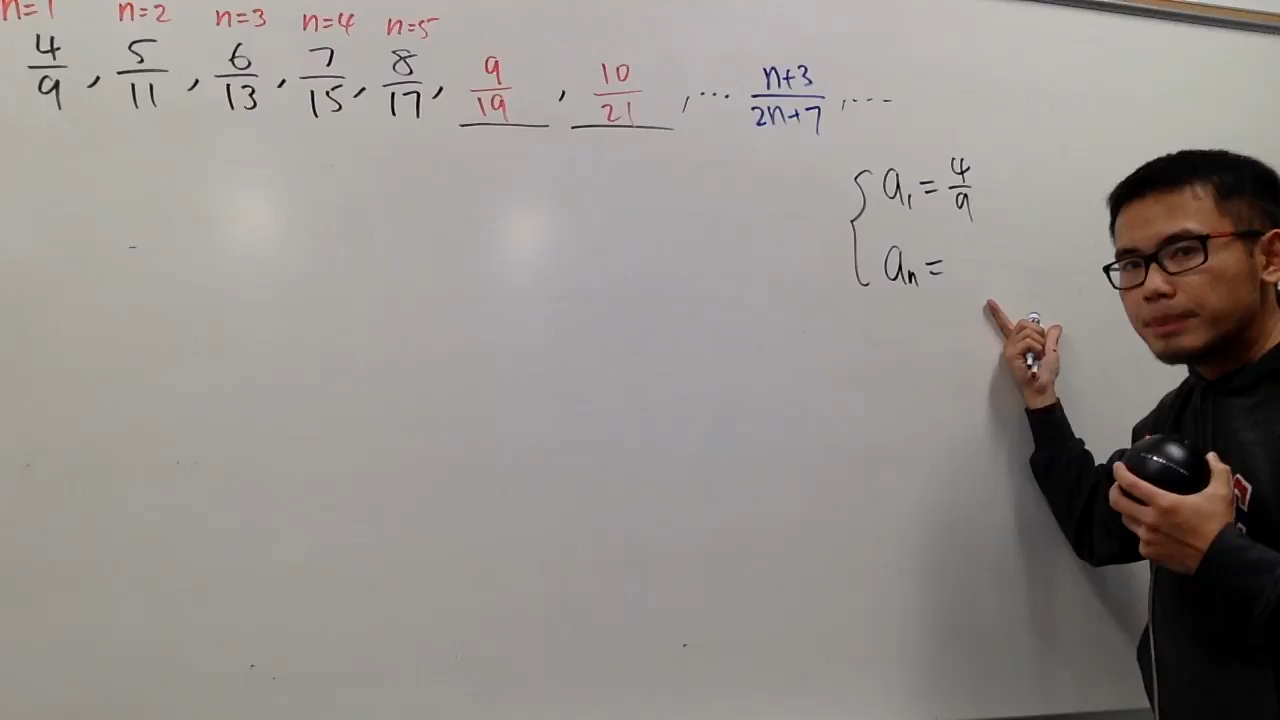 n=1 n=2 n=3 n=4 n=5
4/9 , 5/11 , 6/13 , 7/15 , 8/17 , 9/19 , 10/21 , ... n+3/2n+7 , ...
a₁ = 4/9
aₙ =